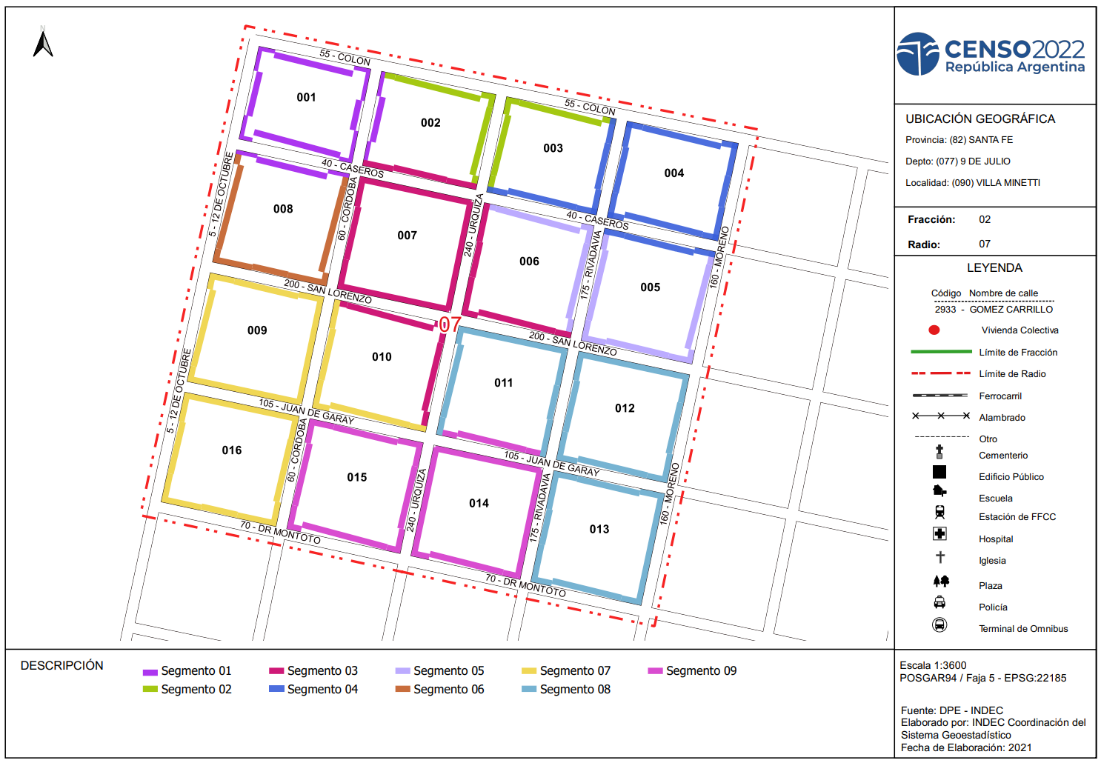 N
55 - COLON
55 - COLON
001
002
003
004
40 - CASEROS
40 - CASEROS
5 - 12 DE OCTUBRE
60 - CORDOBA
240 - URQUIZA
175 - RIVADAVIA
160 - MORENO
008
007
006
005
200 - SAN LORENZO
07
200 - SAN LORENZO
009
010
011
012
5 - 12 DE OCTUBRE
105 - JUAN DE GARAY
105 - JUAN DE GARAY
60 - CORDOBA
240 - URQUIZA
175 - RIVADAVIA
160 - MORENO
016
015
014
013
70 - DR MONTOTO
70 - DR MONTOTO
CENSO2022
República Argentina
UBICACIÓN GEOGRÁFICA
Provincia: (82) SANTA FE
Depto: (077) 9 DE JULIO
Localidad: (090) VILLA MINETTI
Fracción: 02
Radio: 07
LEYENDA
Código Nombre de calle
2933 - GOMEZ CARRILLO
Vivienda Colectiva
Límite de Fracción
Límite de Radio
Ferrocarril
Alambrado
Otro
Cementerio
Edificio Público
Escuela
Estación de FFCC
Hospital
Iglesia
Plaza
Policía
Terminal de Omnibus
DESCRIPCIÓN
Segmento 01 Segmento 03 Segmento 05 Segmento 07 Segmento 09
Segmento 02 Segmento 04 Segmento 06 Segmento 08
Escala 1:3600
POSGAR94 / Faja 5 - EPSG:22185
Fuente: DPE - INDEC
Elaborado por: INDEC Coordinación del
Sistema Geoestadístico
Fecha de Elaboración: 2021